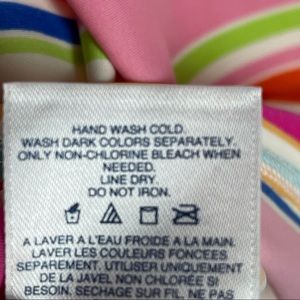 HAND WASH COLD
WASH DARK COLORS SEPARATELY.
ONLY NON-CHLORINE BLEACH WHEN
NEEDED.
LINE DRY.
DO NOT IRON.
A LAVER A L'EAU FROIDE A LA MAIN.
LAVER LES COULEURS FONCEES
SEPAREMENT. UTILISER UNIQUEMENT
DE LA JAVEL NON CHLORÉE SI
BESOIN. SECHAGE SUR FIL. NE PAS